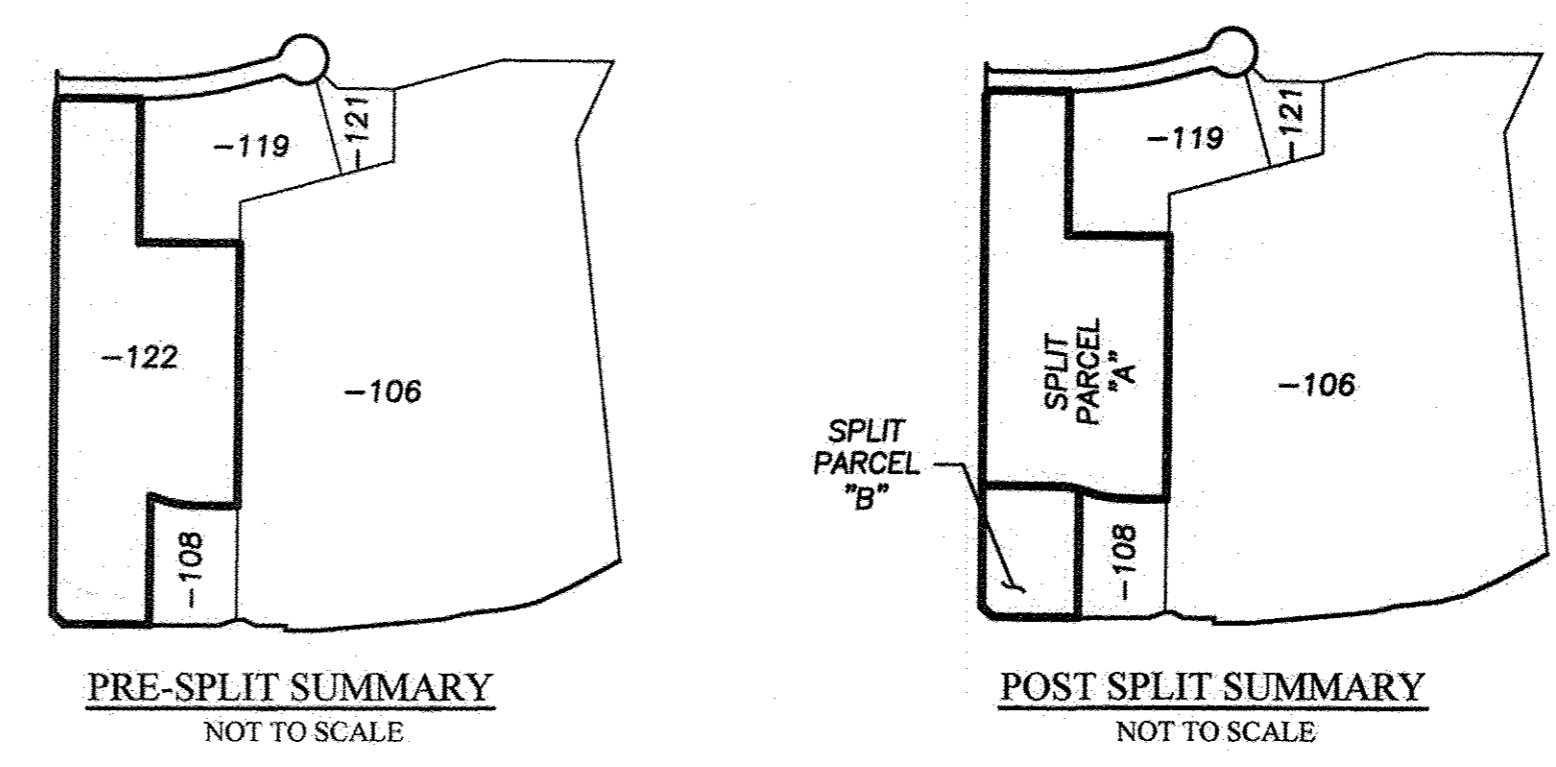 -119
-121
-122
-106
-108
PRE-SPLIT SUMMARY
NOT TO SCALE
-119
-121
SPLIT
PARCEL
"A"
-106
SPLIT
PARCEL
"B"
-108
POST SPLIT SUMMARY
NOT TO SCALE